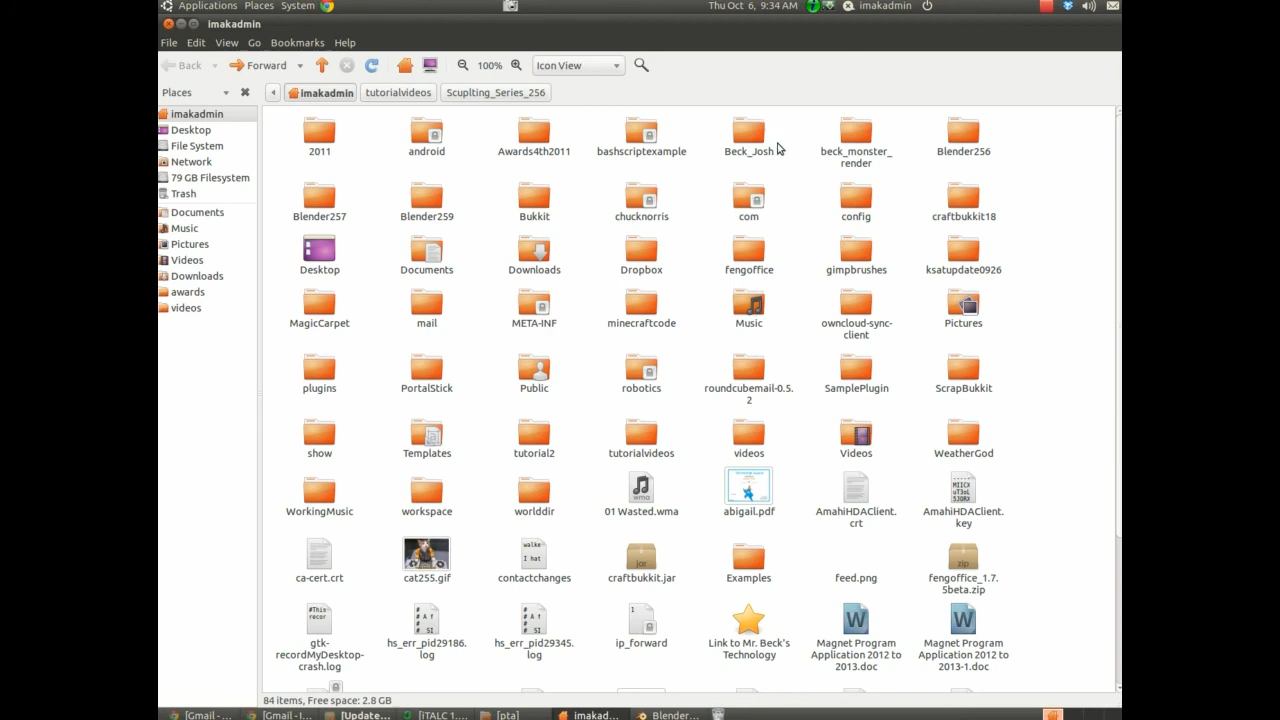 Applications Places System
Thu Oct 6, 9:34 AM
imakadmin
imakadmin
File Edit View Go Bookmarks Help
Back Forward 100% Icon View
Places
imakadmin tutorialvideos Scuplting_Series_256
imakadmin
Desktop
File System
Network
79 GB Filesystem
Trash
Documents
Music
Pictures
Videos
Downloads
awards
videos
2011 android Awards4th2011 bashscriptexample Beck_Josh beck_monster_ Blender256
render
Blender257 Blender259 Bukkit chucknorris com config craftbukkit18
Desktop Documents Downloads Dropbox fengoffice gimpbrushes ksatupdate0926
MagicCarpet mail META-INF minecraftcode Music owncloud-sync- Pictures
client
plugins PortalStick Public robotics roundcubemail-0.5. SamplePlugin ScrapBukkit
2
show Templates tutorial2 tutorialvideos videos Videos WeatherGod
WorkingMusic workspace worlddir 01 Wasted.wma abigail.pdf AmahiHDAClient. AmahiHDAClient.
crt key
ca-cert.crt cat255.gif contactchanges craftbukkit.jar Examples feed.png fengoffice_1.7.
5beta.zip
gtk- hs_err_pid29186. hs_err_pid29345. ip_forward Link to Mr. Beck's Magnet Program Magnet Program
recordMyDesktop- log log Technology Application 2012 to Application 2012 to
crash.log 2013.doc 2013-1.doc
84 items, Free space: 2.8 GB
[Gmail -... [Gmail - I... [Update... [iTALC 1.... [pta] imakad... Blender...